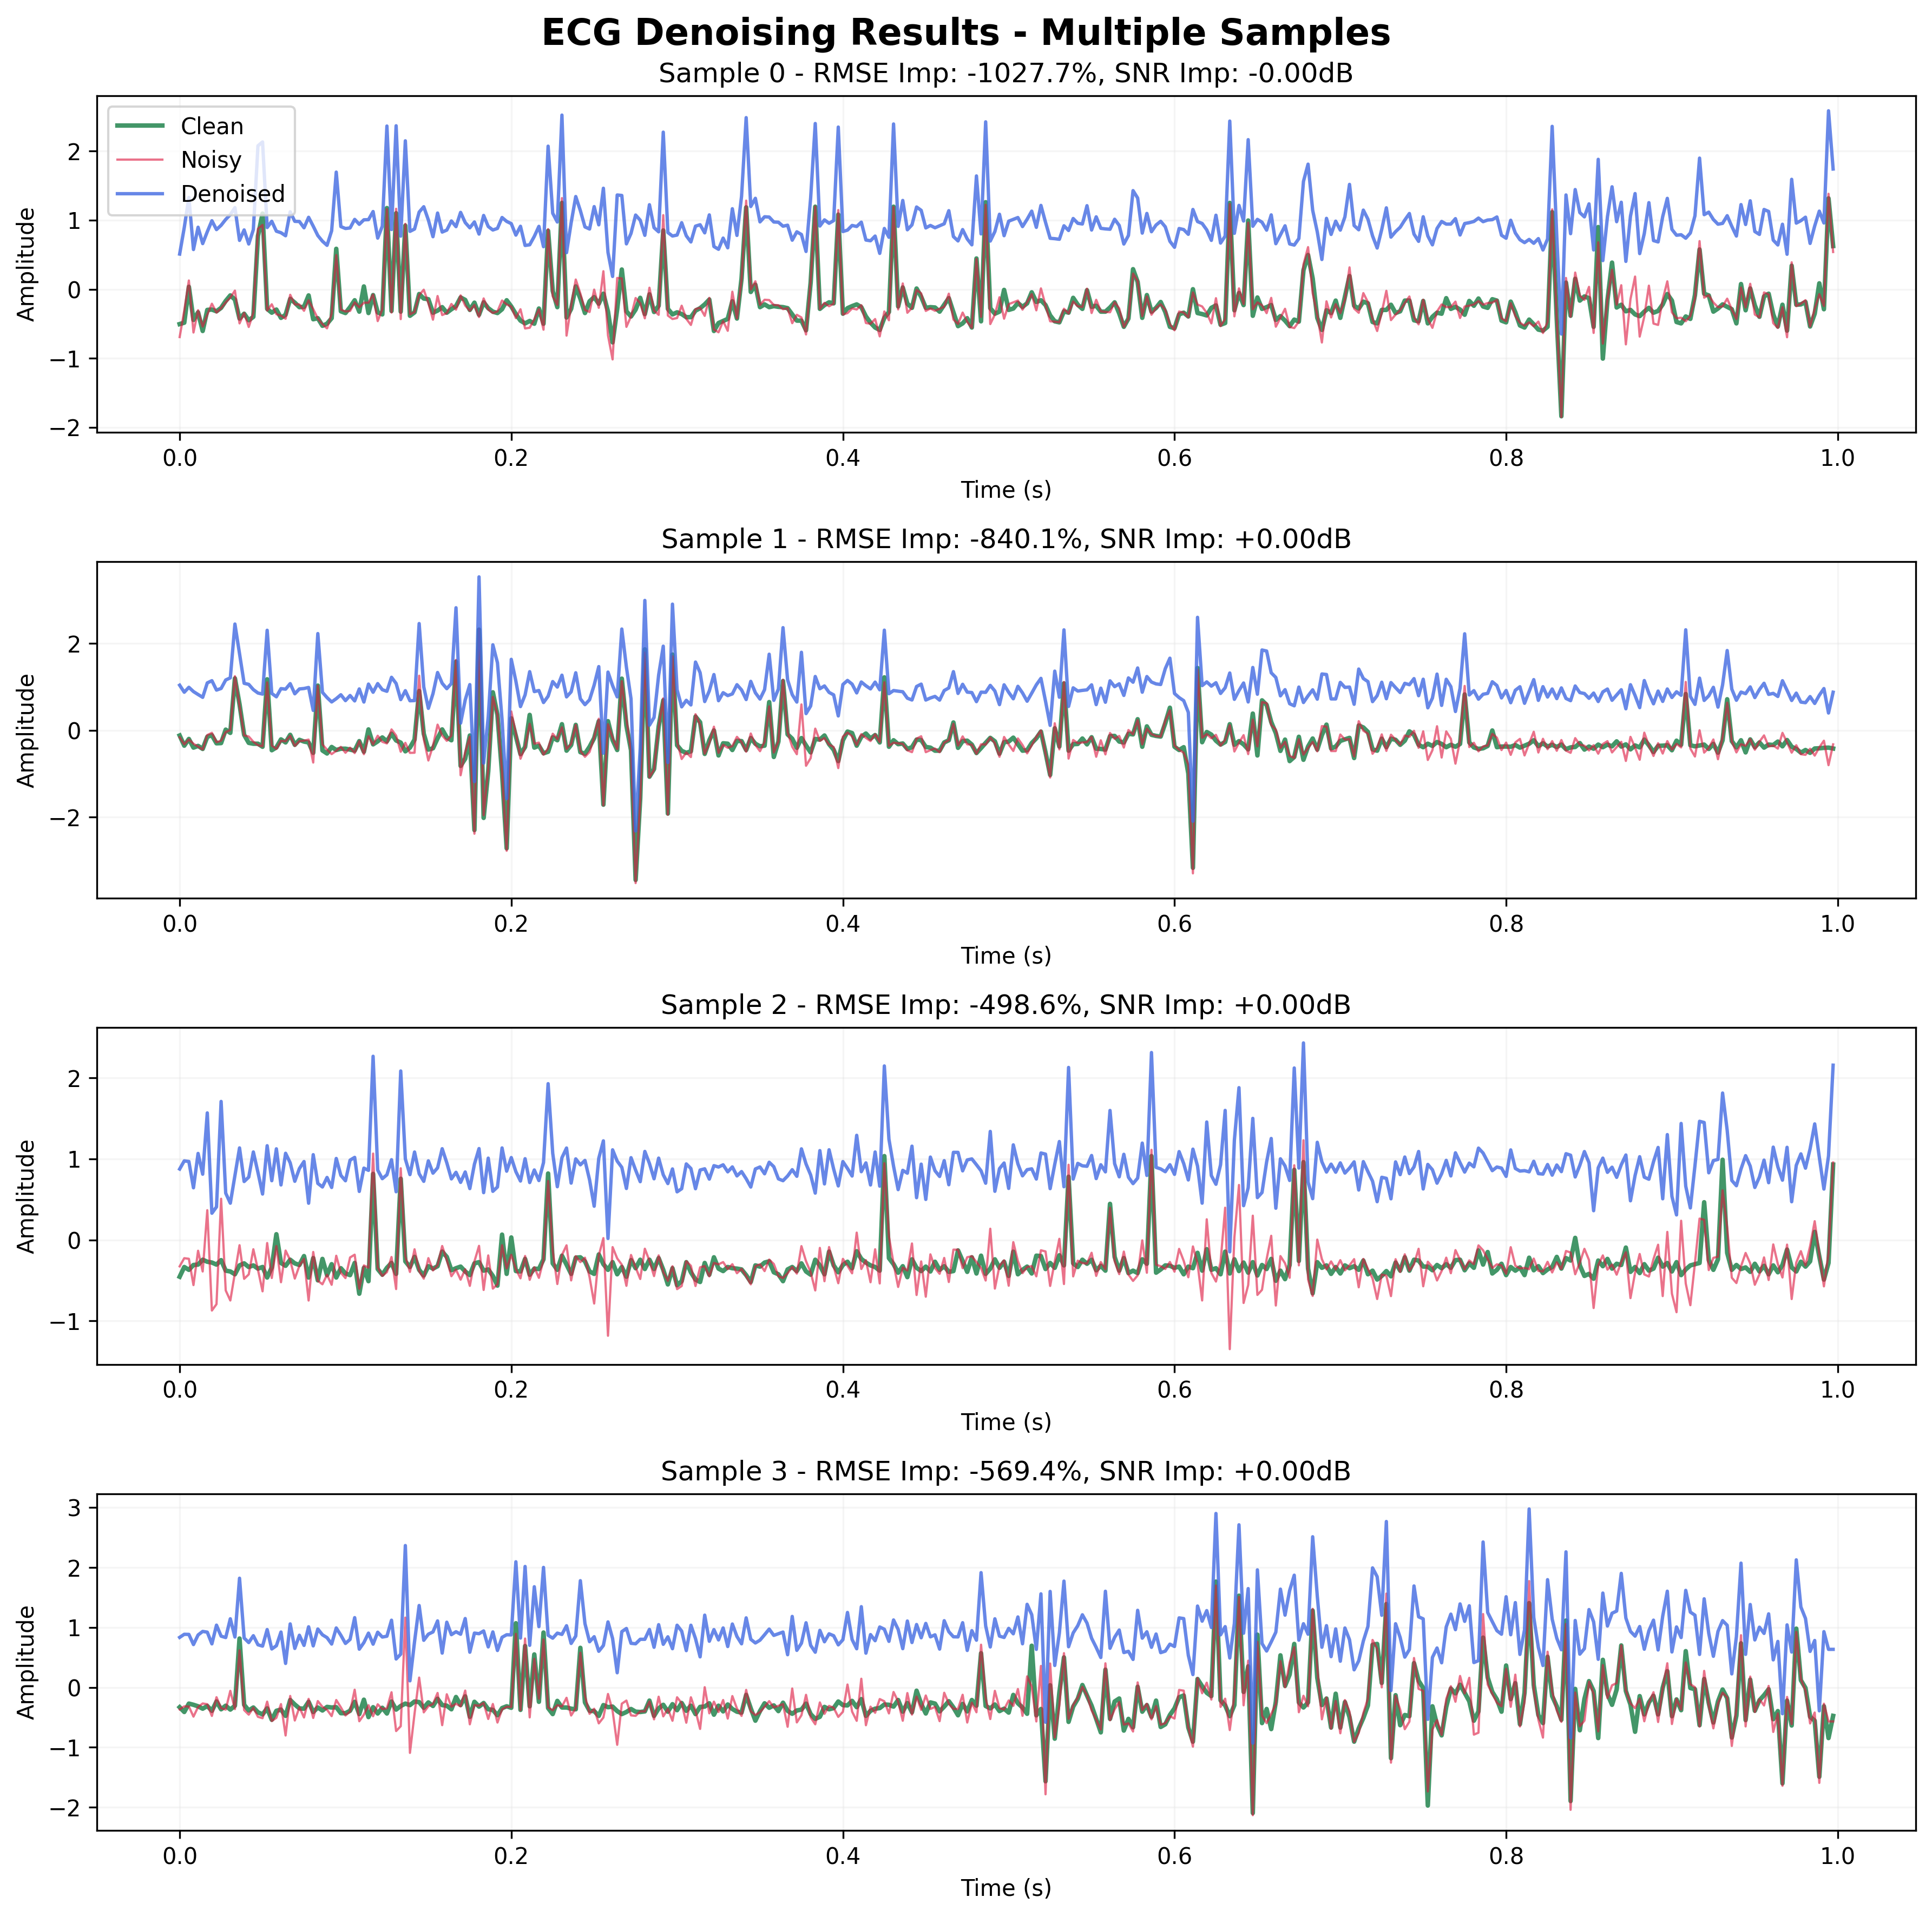 ECG Denoising Results - Multiple Samples
Sample 0 - RMSE Imp: -1027.7%, SNR Imp: -0.00dB
Clean
Noisy
Denoised
Amplitude
2
1
0
−1
−2
0.0 0.2 0.4 0.6 0.8 1.0
Time (s)
Sample 1 - RMSE Imp: -840.1%, SNR Imp: +0.00dB
Amplitude
2
0
−2
0.0 0.2 0.4 0.6 0.8 1.0
Time (s)
Sample 2 - RMSE Imp: -498.6%, SNR Imp: +0.00dB
Amplitude
2
1
0
−1
0.0 0.2 0.4 0.6 0.8 1.0
Time (s)
Sample 3 - RMSE Imp: -569.4%, SNR Imp: +0.00dB
Amplitude
3
2
1
0
−1
−2
0.0 0.2 0.4 0.6 0.8 1.0
Time (s)